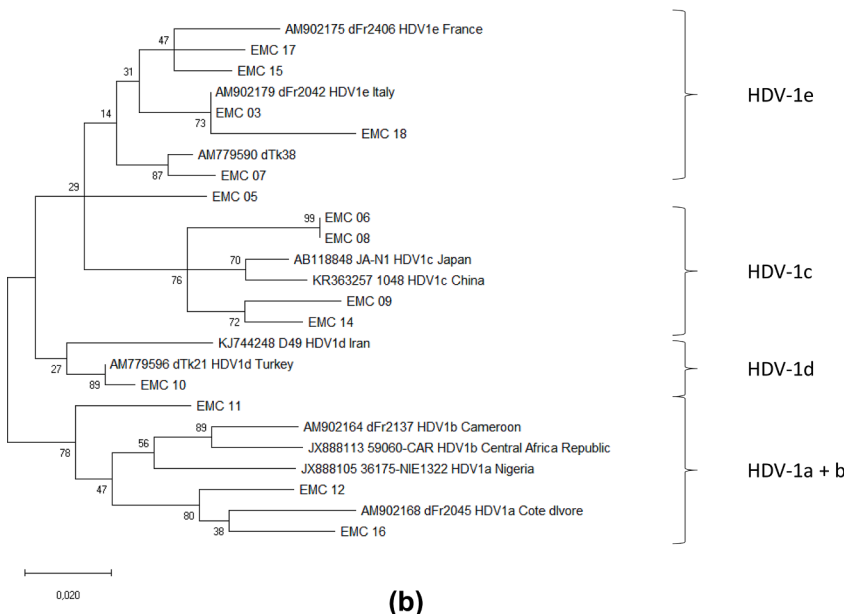 AM902175 dFr2406 HDV1e France
47
EMC 17
EMC 15
31
AM902179 dFr2042 HDV1e Italy
EMC 03
73
EMC 18
14
AM779590 dTk38
87
EMC 07
HDV-1e
29
EMC 05
99
EMC 06
EMC 08
70
AB118848 JA-N1 HDV1c Japan
76
KR363257 1048 HDV1c China
EMC 09
72
EMC 14
HDV-1c
KJ744248 D49 HDV1d Iran
27
AM779596 dTk21 HDV1d Turkey
89
EMC 10
HDV-1d
EMC 11
78
89
AM902164 dFr2137 HDV1b Cameroon
56
JX888113 59060-CAR HDV1b Central Africa Republic
JX888105 36175-NIE1322 HDV1a Nigeria
47
EMC 12
80
AM902168 dFr2045 HDV1a Cote dIvore
38
EMC 16
HDV-1a + b
0,020
(b)